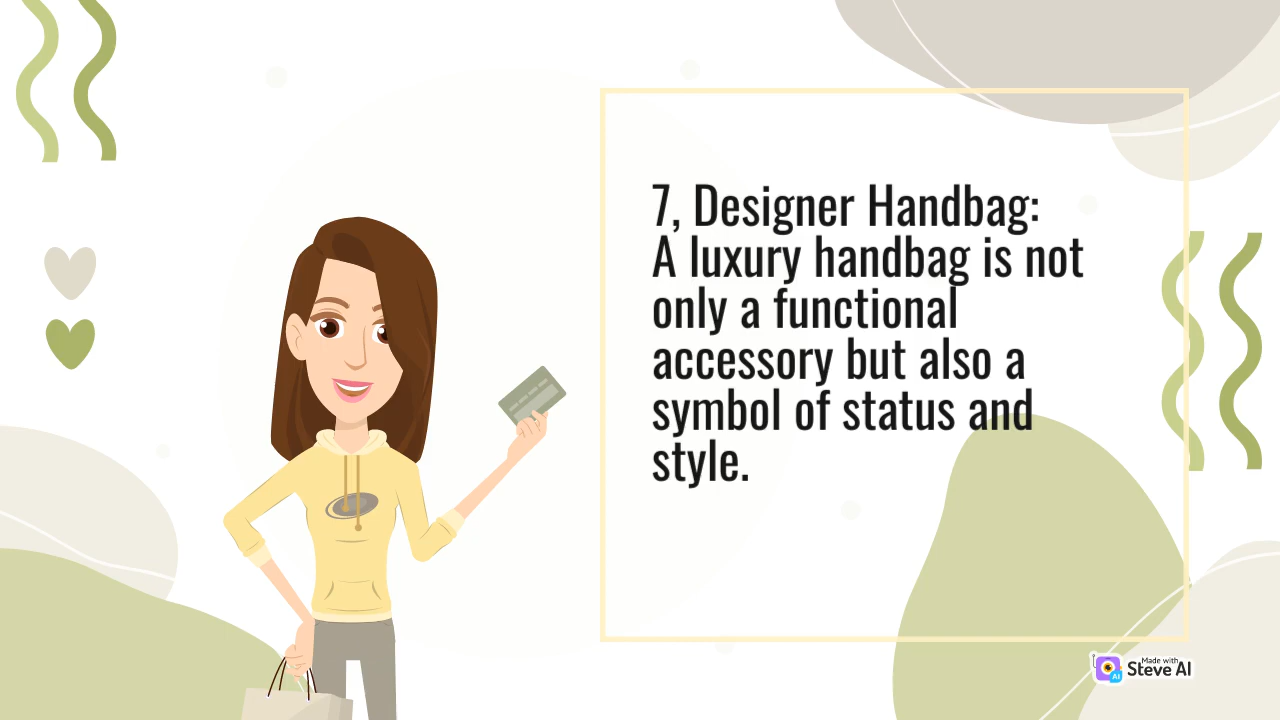 7, Designer Handbag:
A luxury handbag is not
only a functional
accessory but also a
symbol of status and
style.
Made with
Steve AI
AI